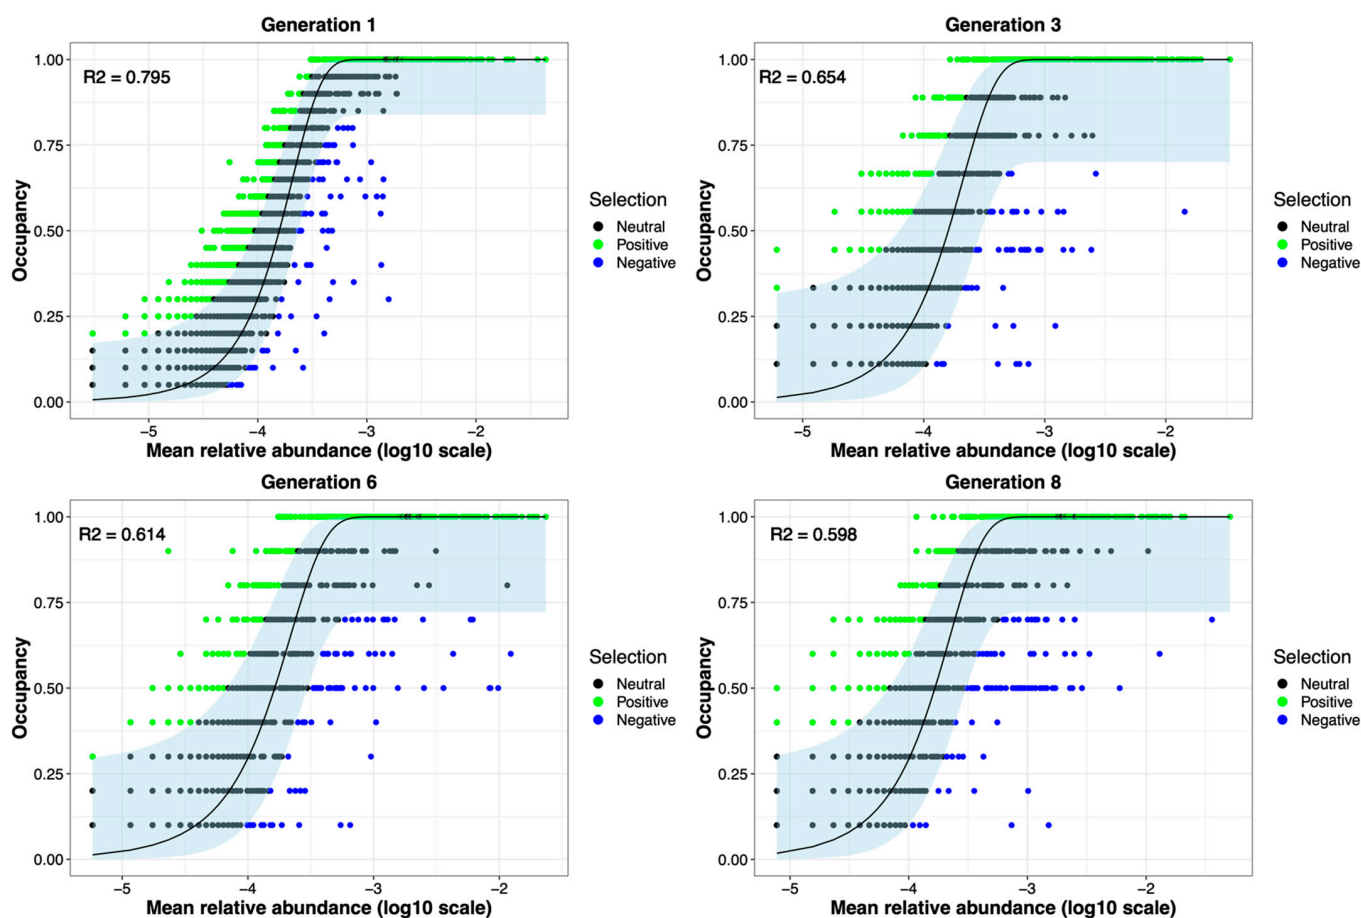 Generation 1
R2 = 0.795
1.00
0.75
0.50
0.25
0.00
Occupancy
−5
−4
−3
−2
Mean relative abundance (log10 scale)
Selection
Neutral
Positive
Negative
Generation 3
R2 = 0.654
1.00
0.75
0.50
0.25
0.00
Occupancy
−5
−4
−3
−2
Mean relative abundance (log10 scale)
Selection
Neutral
Positive
Negative
Generation 6
R2 = 0.614
1.00
0.75
0.50
0.25
0.00
Occupancy
−5
−4
−3
−2
Mean relative abundance (log10 scale)
Selection
Neutral
Positive
Negative
Generation 8
R2 = 0.598
1.00
0.75
0.50
0.25
0.00
Occupancy
−5
−4
−3
−2
Mean relative abundance (log10 scale)
Selection
Neutral
Positive
Negative